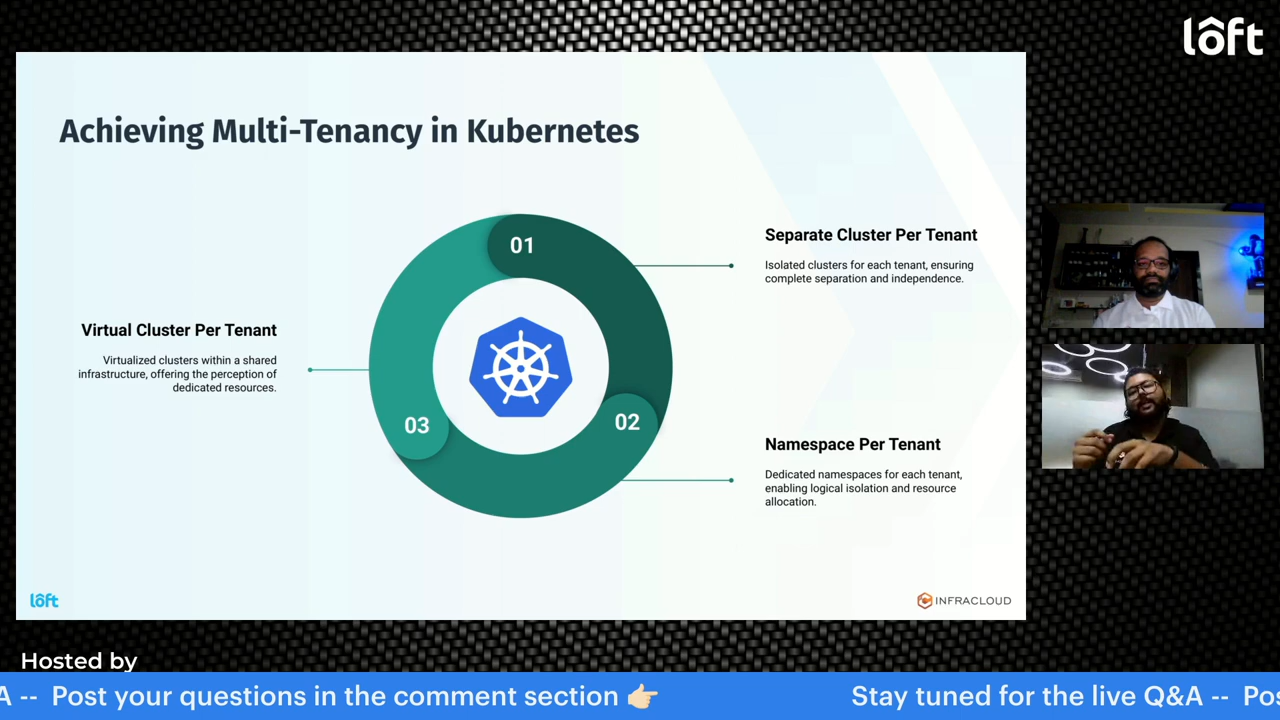 lôft
Achieving Multi-Tenancy in Kubernetes
01
Separate Cluster Per Tenant
Isolated clusters for each tenant, ensuring
complete separation and independence.
02
Namespace Per Tenant
Dedicated namespaces for each tenant,
enabling logical isolation and resource
allocation.
03
Virtual Cluster Per Tenant
Virtualized clusters within a shared
infrastructure, offering the perception of
dedicated resources.
lôft
INFRACLOUD
Hosted by
A -- Post your questions in the comment section 👉🏻 Stay tuned for the live Q&A -- Pos